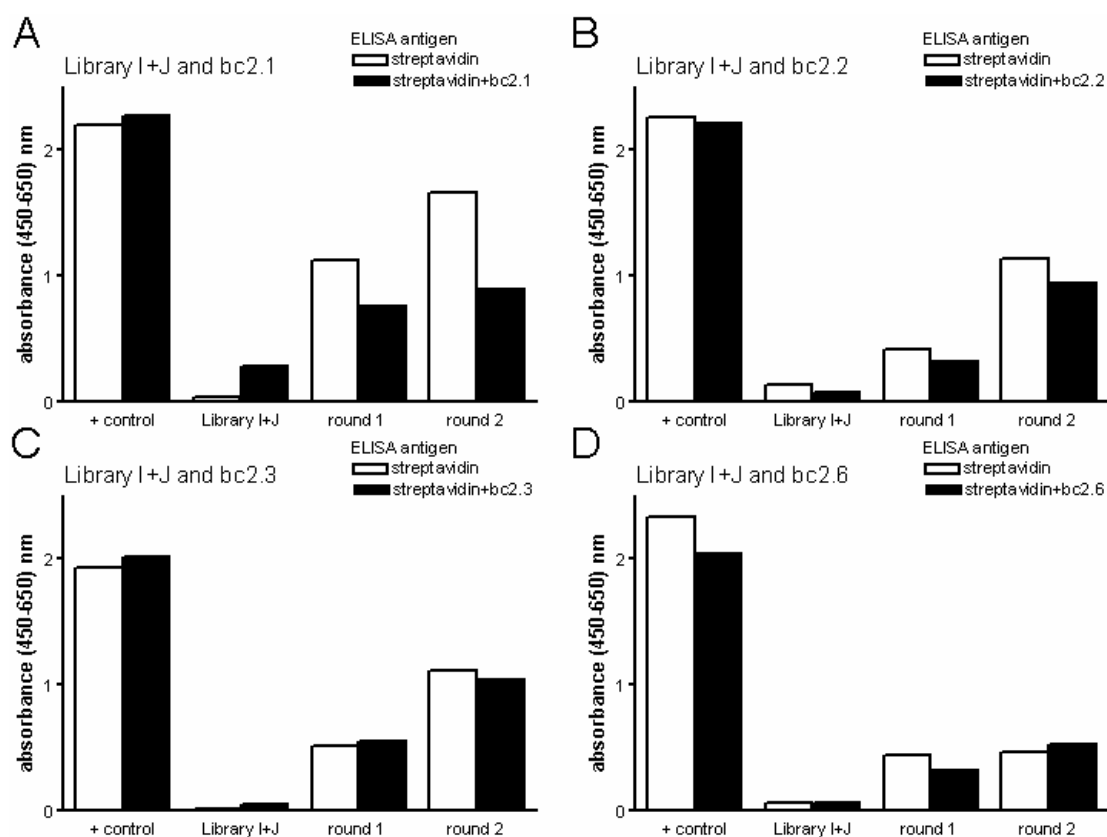 A
Library I+J and bc2.1
ELISA antigen
streptavidin
streptavidin+bc2.1
absorbance (450-650) nm
2
1
0
+ control
Library I+J
round 1
round 2
B
Library I+J and bc2.2
ELISA antigen
streptavidin
streptavidin+bc2.2
absorbance (450-650) nm
2
1
0
+ control
Library I+J
round 1
round 2
C
Library I+J and bc2.3
ELISA antigen
streptavidin
streptavidin+bc2.3
absorbance (450-650) nm
2
1
0
+ control
Library I+J
round 1
round 2
D
Library I+J and bc2.6
ELISA antigen
streptavidin
streptavidin+bc2.6
absorbance (450-650) nm
2
1
0
+ control
Library I+J
round 1
round 2